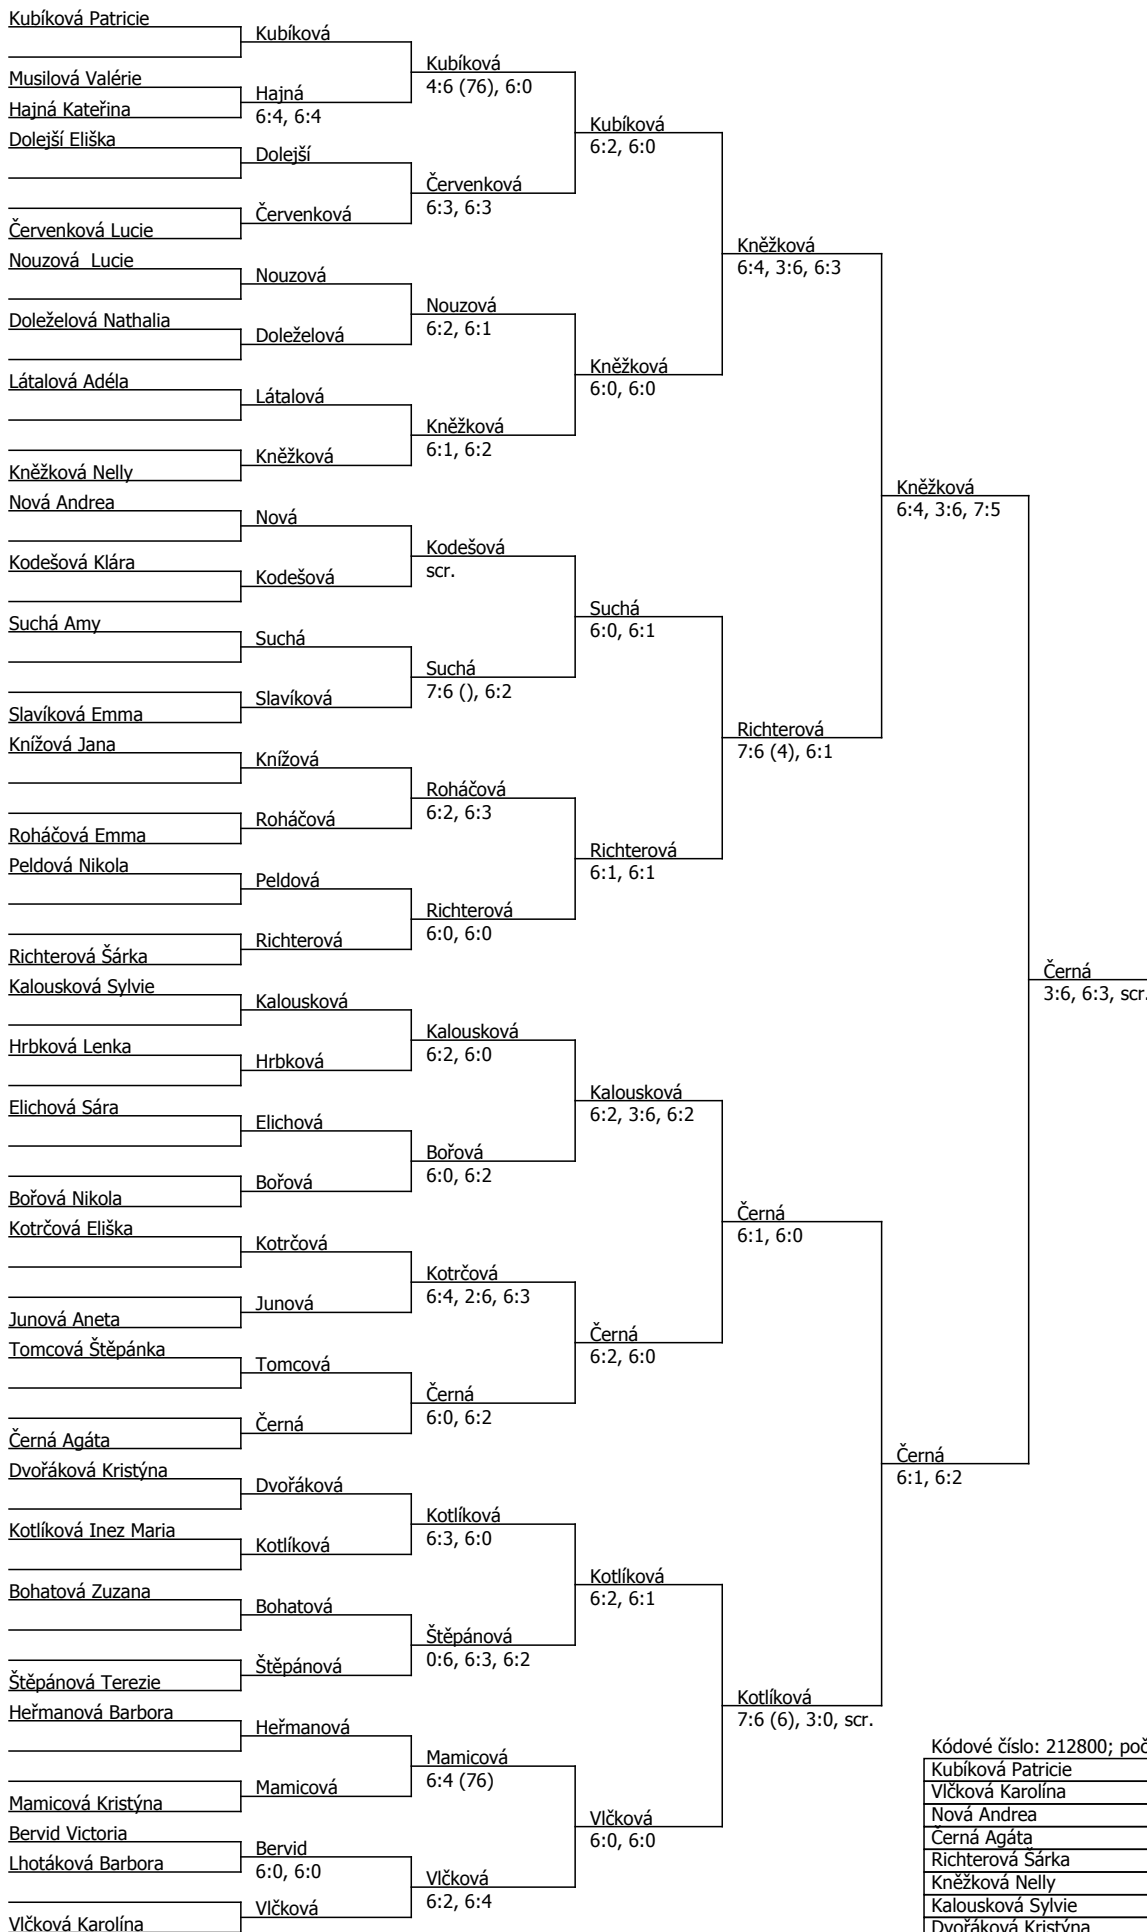 Kubíková Patricie
Kubíková
Kubíková
4:6 (76), 6:0
Musilová Valérie
Hajná
6:4, 6:4
Hajná Kateřina
Kubíková
6:2, 6:0
Dolejší Eliška
Dolejší
Červenková
6:3, 6:3
Červenková
Červenková Lucie
Kněžková
6:4, 3:6, 6:3
Nouzová  Lucie
Nouzová
Nouzová
6:2, 6:1
Doleželová Nathalia
Doleželová
Kněžková
6:0, 6:0
Látalová Adéla
Látalová
Kněžková
6:1, 6:2
Kněžková
Kněžková Nelly
Kněžková
6:4, 3:6, 7:5
Nová Andrea
Nová
Kodešová
scr.
Kodešová Klára
Kodešová
Suchá
6:0, 6:1
Suchá Amy
Suchá
Suchá
7:6 (), 6:2
Slavíková
Slavíková Emma
Richterová
7:6 (4), 6:1
Knížová Jana
Knížová
Roháčová
6:2, 6:3
Roháčová
Roháčová Emma
Richterová
6:1, 6:1
Peldová Nikola
Peldová
Richterová
6:0, 6:0
Richterová
Richterová Šárka
Černá
3:6, 6:3, scr.
Kalousková Sylvie
Kalousková
Kalousková
6:2, 6:0
Hrbková Lenka
Hrbková
Kalousková
6:2, 3:6, 6:2
Elichová Sára
Elichová
Bořová
6:0, 6:2
Bořová
Bořová Nikola
Černá
6:1, 6:0
Kotrčová Eliška
Kotrčová
Kotrčová
6:4, 2:6, 6:3
Junová
Junová Aneta
Černá
6:2, 6:0
Tomcová Štěpánka
Tomcová
Černá
6:0, 6:2
Černá
Černá Agáta
Černá
6:1, 6:2
Dvořáková Kristýna
Dvořáková
Kotlíková
6:3, 6:0
Kotlíková Inez Maria
Kotlíková
Kotlíková
6:2, 6:1
Bohatová Zuzana
Bohatová
Štěpánová
0:6, 6:3, 6:2
Štěpánová
Štěpánová Terezie
Kotlíková
7:6 (6), 3:0, scr.
Heřmanová Barbora
Heřmanová
Mamicová
6:4 (76)
Mamicová
Mamicová Kristýna
Vlčková
6:0, 6:0
Bervid Victoria
Bervid
6:0, 6:0
Lhotáková Barbora
Vlčková
6:2, 6:4
Vlčková
Vlčková Karolína
Kódové číslo: 212800; poč
Kubíková Patricie
Vlčková Karolína
Nová Andrea
Černá Agáta
Richterová Šárka
Kněžková Nelly
Kalousková Sylvie
Dvořáková Kristýna